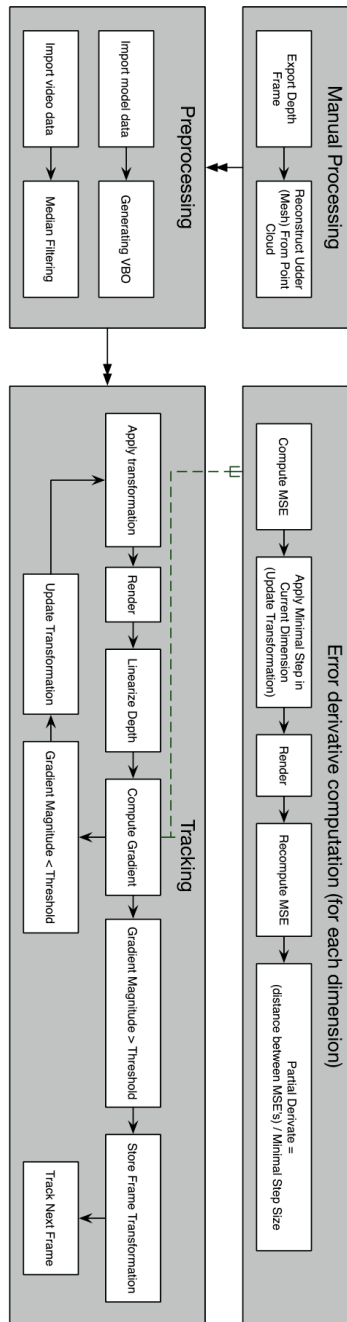 Manual Processing
Export Depth
Frame
Reconstruct Udder
(Mesh) From Point
Cloud
Preprocessing
Import model data
Generating VBO
Import video data
Median Filtering
Error derivative computation (for each dimension)
Compute MSE
Apply Minimal Step in
Current Dimension
(Update Transformation)
Render
Recompute MSE
Partial Derivate =
(distance between MSE's) / Minimal Step Size
Tracking
Apply transformation
Render
Linearize Depth
Compute Gradient
Gradient Magnitude > Threshold
Store Frame Transformation
Update Transformation
Gradient Magnitude < Threshold
Track Next Frame